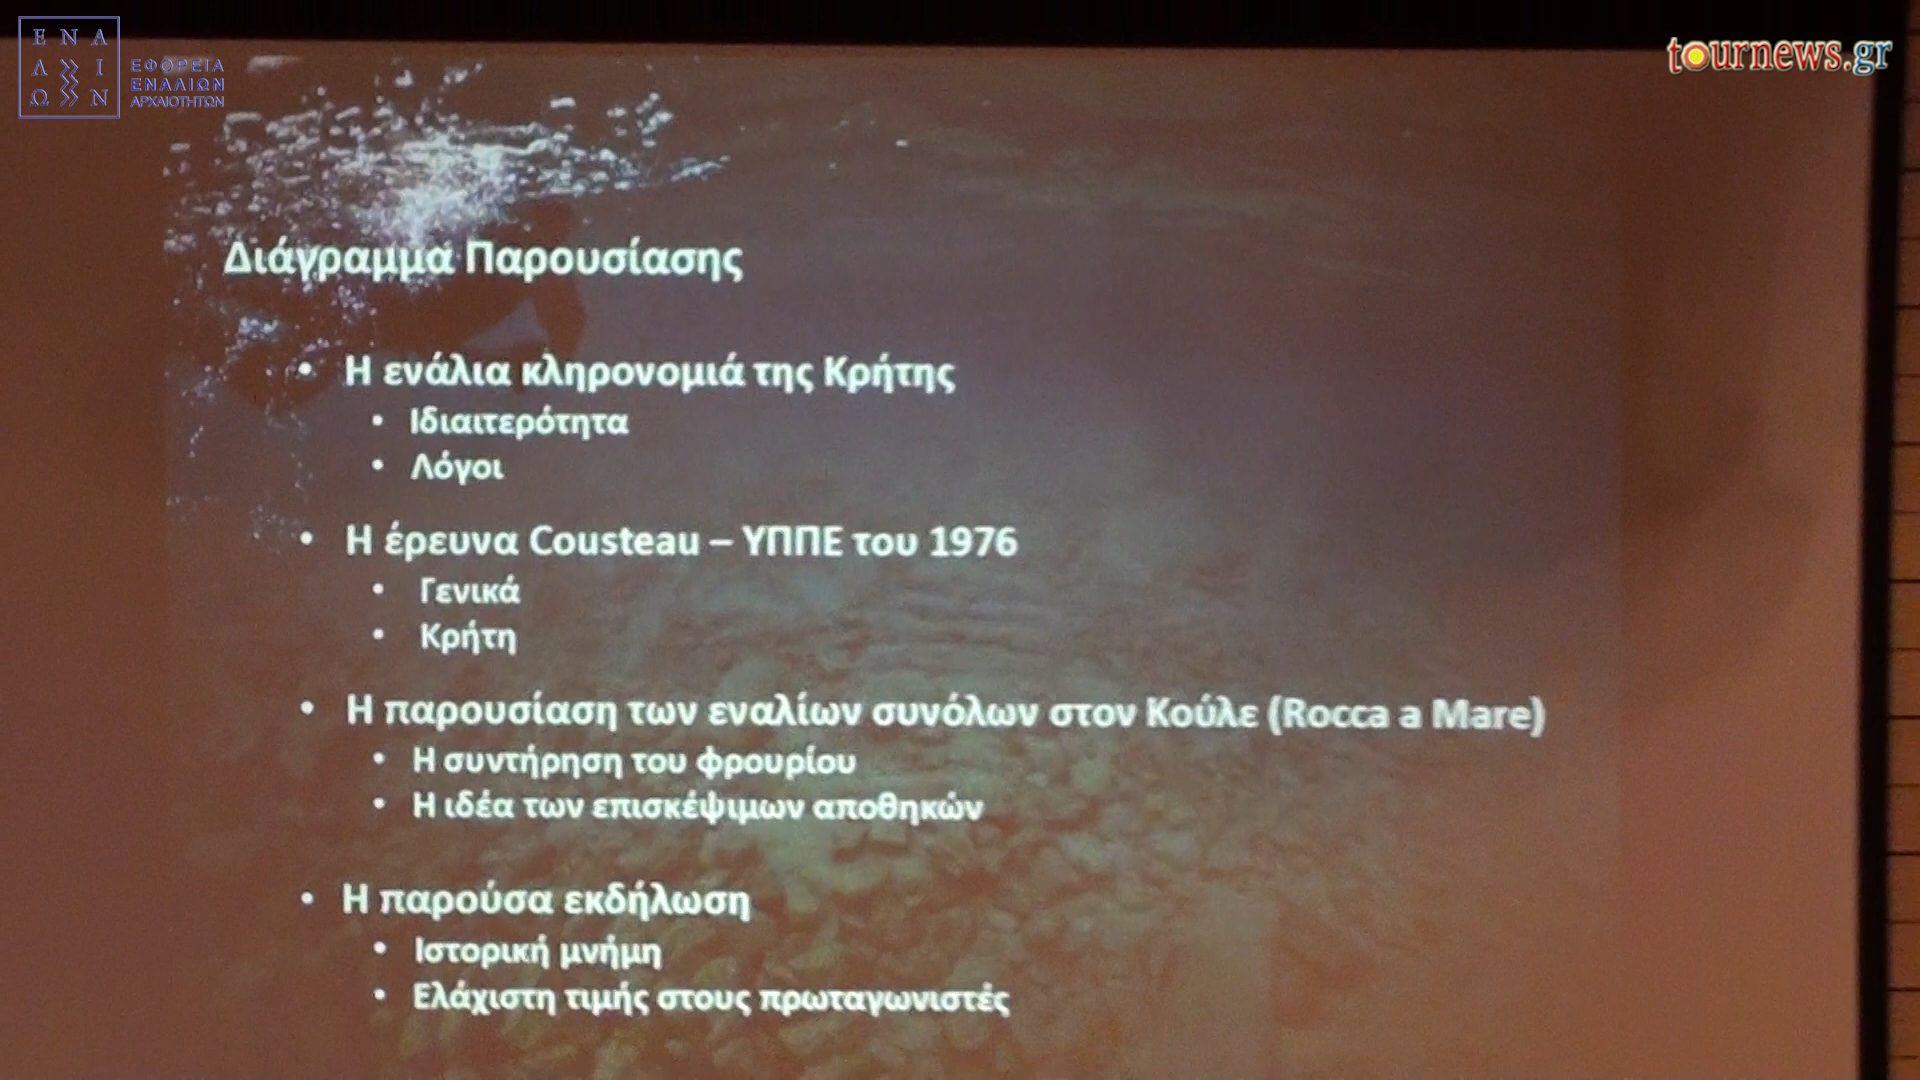 ΕΝΑ
ΛΙ
ΩΝ
ΕΦΟΡΕΙΑ
ΕΝΑΛΙΩΝ
ΑΡΧΑΙΟΤΗΤΩΝ
tournews.gr
Διάγραμμα Παρουσίασης
• Η ενάλια κληρονομιά της Κρήτης
• Ιδιαιτερότητα
• Λόγοι
• Η έρευνα Cousteau – ΥΠΠΕ του 1976
• Γενικά
• Κρήτη
• Η παρουσίαση των εναλίων συνόλων στον Κούλε (Rocca a Mare)
• Η συντήρηση του φρουρίου
• Η ιδέα των επισκέψιμων αποθηκών
• Η παρούσα εκδήλωση
• Ιστορική μνήμη
• Ελάχιστη τιμής στους πρωταγωνιστές